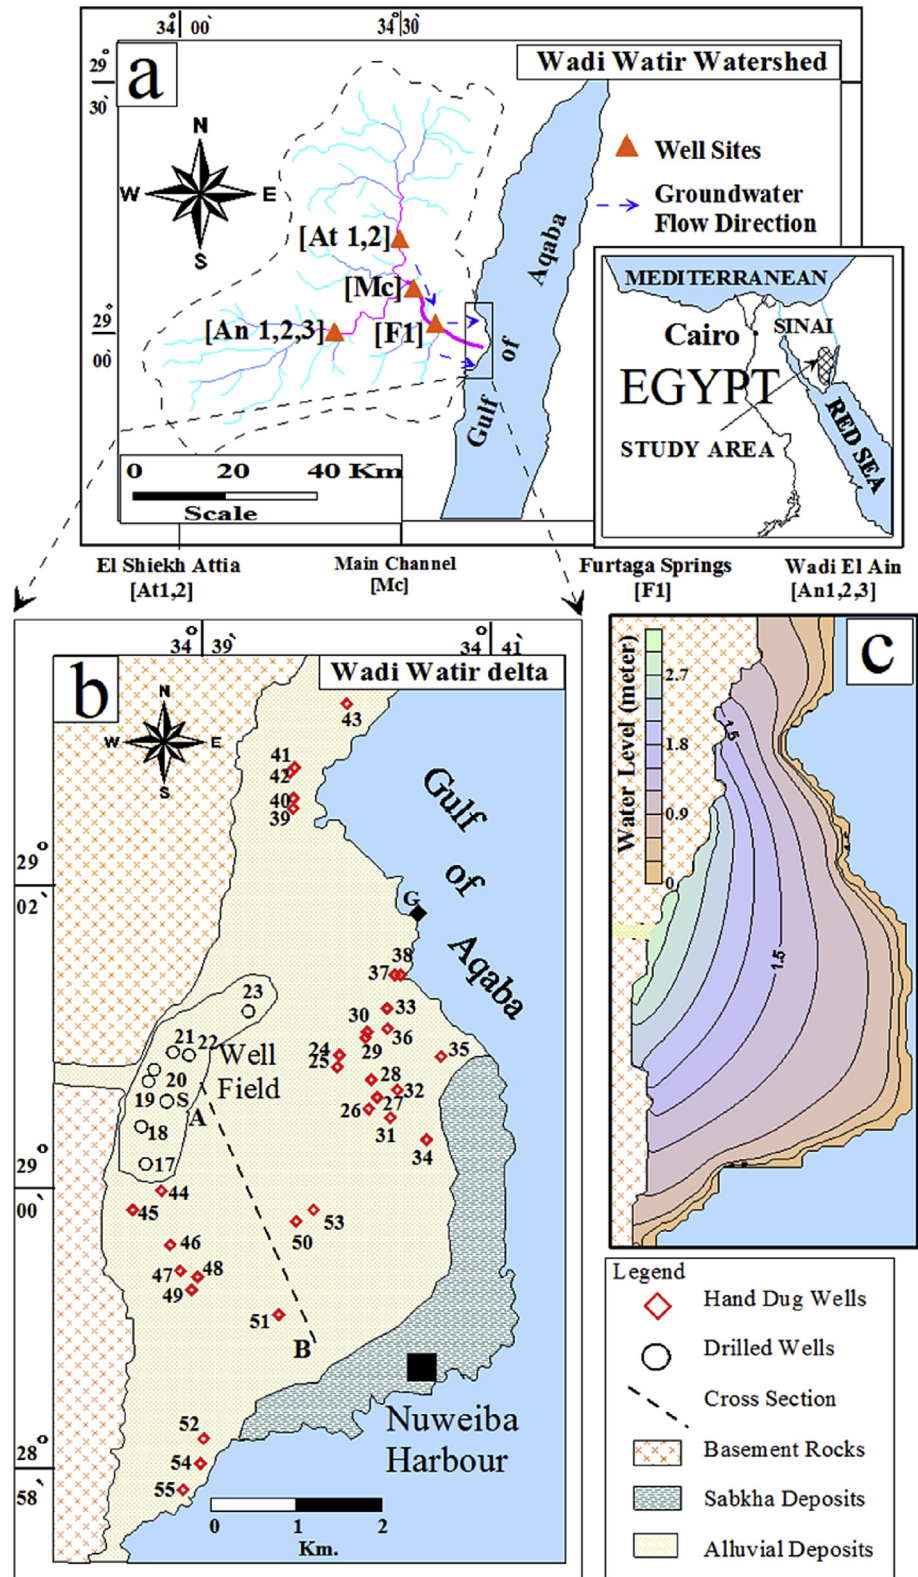 34° 00'
34° 30'
29° 30'
a
Wadi Watir Watershed
N
W
E
S
Well Sites
Groundwater
Flow Direction
[At 1,2]
[Mc]
[An 1,2,3]
[F1]
29° 00'
Gulf of Aqaba
0 20 40 Km
Scale
MEDITERRANEAN
Cairo
SINAI
EGYPT
STUDY AREA
RED SEA
El Shiekh Attia
[At1,2]
Main Channel
[Mc]
Furtaga Springs
[F1]
Wadi El Ain
[An1,2,3]
34° 39'
34° 41'
b
Wadi Watir delta
N
W
E
S
43
41
42
40
39
Gulf of Aqaba
29° 02'
G
37
38
23
33
30
36
21
22
24
29
35
25
Well
Field
28
20
32
19
S
A
26
27
31
18
34
17
29° 00'
44
45
53
50
46
47
48
49
51
B
Nuweiba
Harbour
52
54
28° 58'
55
0 1 2
Km.
c
Water Level (meter)
2.7
1.8
0.9
0
1.5
1.5
Legend
Hand Dug Wells
Drilled Wells
Cross Section
Basement Rocks
Sabkha Deposits
Alluvial Deposits